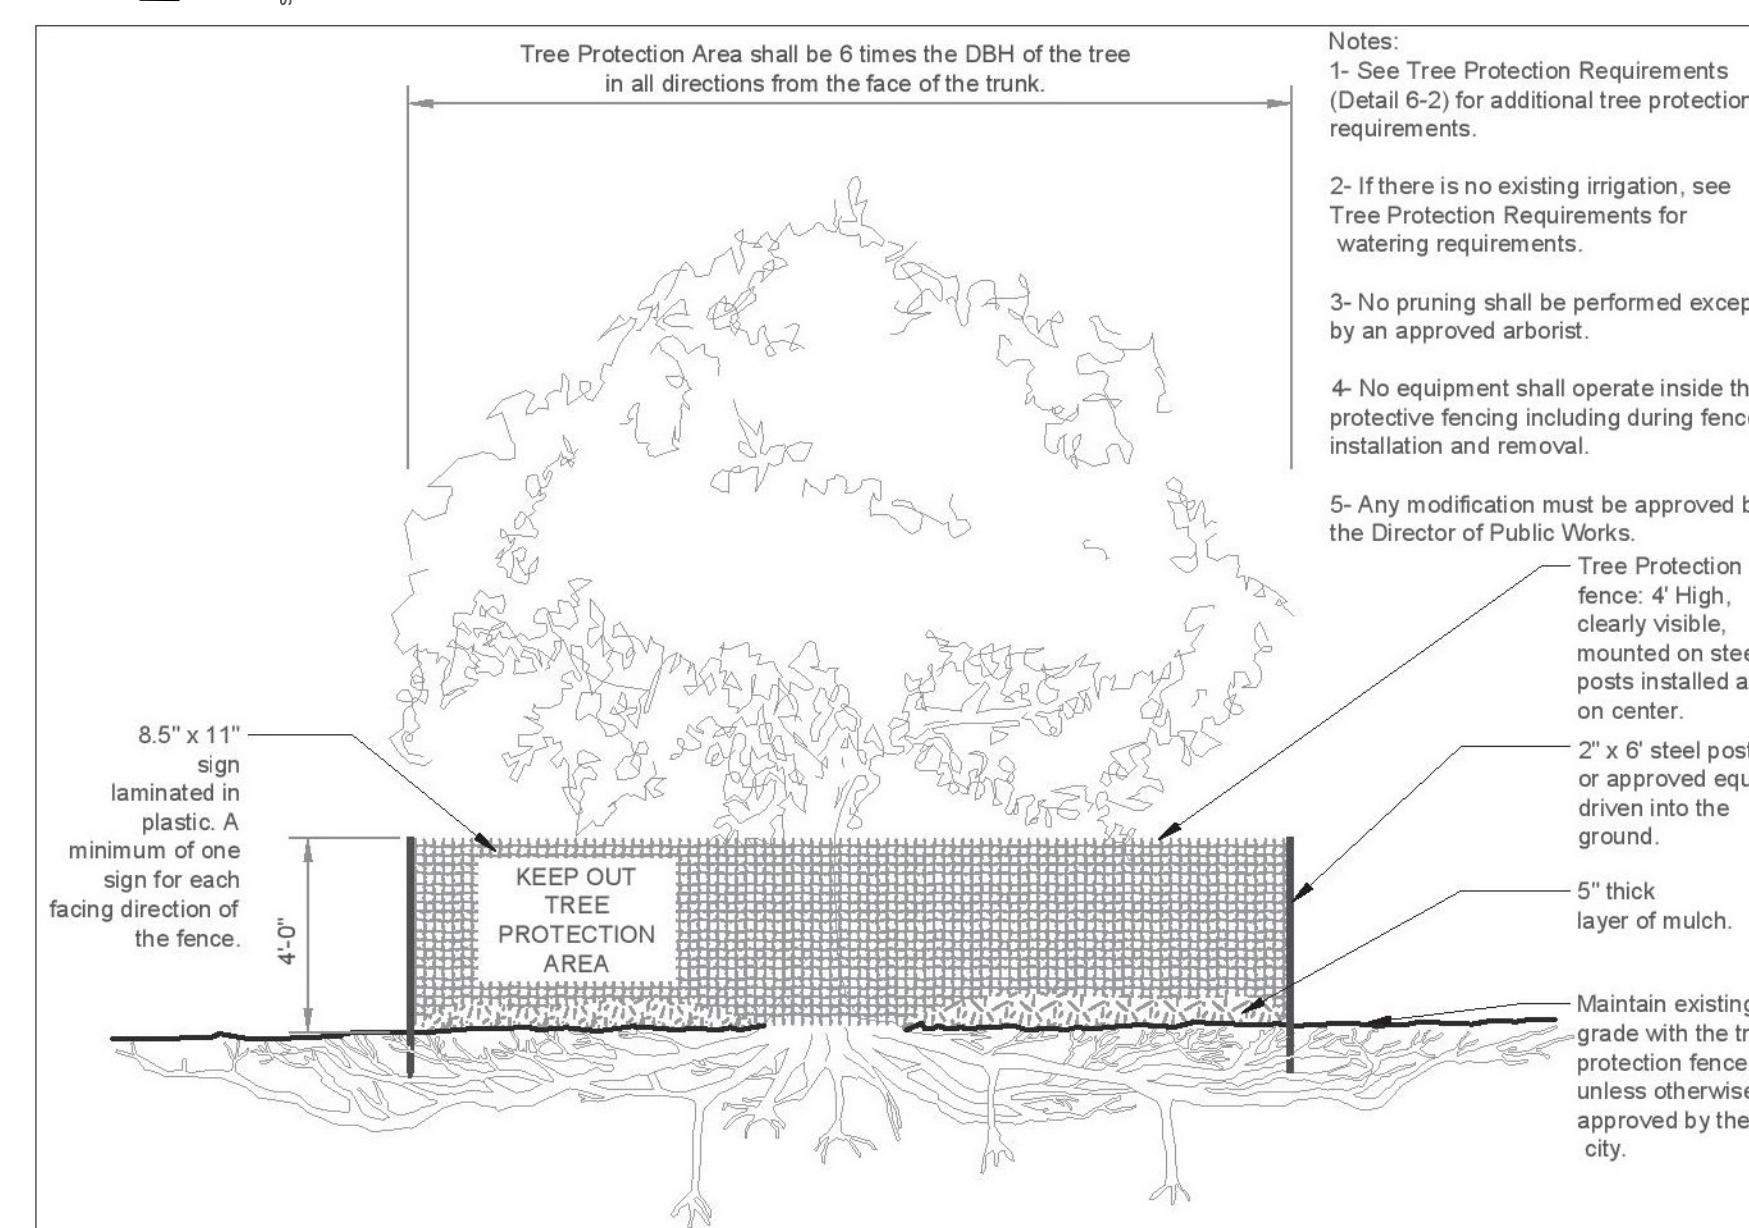 Tree Protection Area shall be 6 times the DBH of the tree
in all directions from the face of the trunk.
Notes:
1- See Tree Protection Requirements
(Detail 6-2) for additional tree protection
requirements.
2- If there is no existing irrigation, see
Tree Protection Requirements for
watering requirements.
3- No pruning shall be performed excep
by an approved arborist.
4- No equipment shall operate inside th
protective fencing including during fence
installation and removal.
5- Any modification must be approved b
the Director of Public Works.
Tree Protection
fence: 4' High,
clearly visible,
mounted on stee
posts installed a
on center.
2" x 6' steel post
or approved equ
driven into the
ground.
5" thick
layer of mulch.
Maintain existing
grade with the tr
protection fence
unless otherwise
approved by the
city.
8.5" x 11"
sign
laminated in
plastic. A
minimum of one
sign for each
facing direction of
the fence.
4'-0"
KEEP OUT
TREE
PROTECTION
AREA